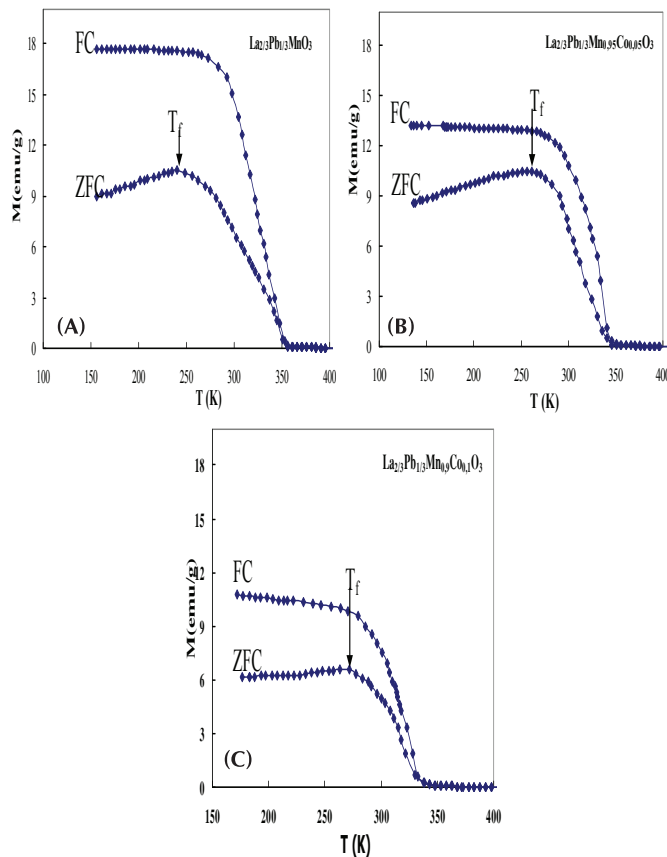 18
15
12
9
6
3
0
M(emu/g)
FC
ZFC
T_f
La2/3Pb1/3MnO3
(A)
100 150 200 250 300 350 400
T (K)
18
15
12
9
6
3
0
M(emu/g)
FC
ZFC
T_f
La2/3Pb1/3Mn0,95Co0,05O3
(B)
100 150 200 250 300 350 400
T (K)
18
15
12
9
6
3
0
M(emu/g)
FC
ZFC
T_f
La2/3Pb1/3Mn0,9Co0,1O3
(C)
150 200 250 300 350 400
T (K)